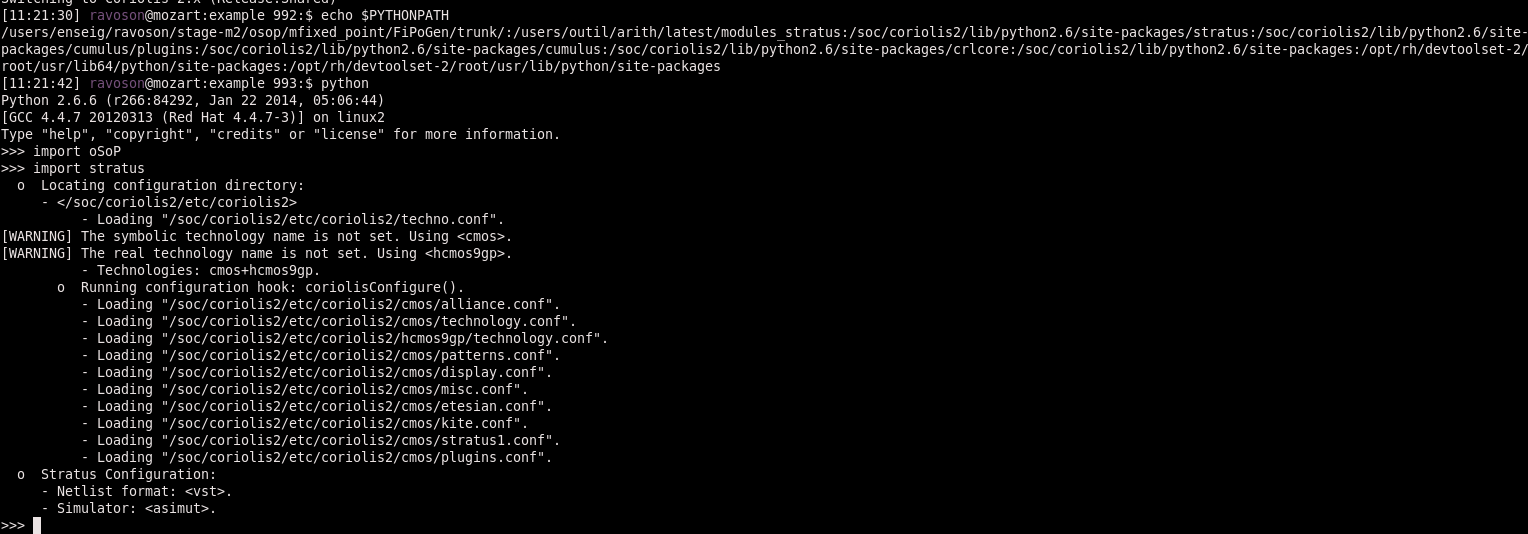 Switching to Coriolis 2.x (Release.Shared)
[11:21:30] ravoson@mozart:example 992:$ echo $PYTHONPATH
/users/enseig/ravoson/stage-m2/osop/mfixed_point/FiPoGen/trunk/:/users/outil/arith/latest/modules_stratus:/soc/coriolis2/lib/python2.6/site-packages/stratus:/soc/coriolis2/lib/python2.6/site-
packages/cumulus/plugins:/soc/coriolis2/lib/python2.6/site-packages/cumulus:/soc/coriolis2/lib/python2.6/site-packages/crlcore:/soc/coriolis2/lib/python2.6/site-packages:/opt/rh/devtoolset-2/
root/usr/lib64/python/site-packages:/opt/rh/devtoolset-2/root/usr/lib/python/site-packages
[11:21:42] ravoson@mozart:example 993:$ python
Python 2.6.6 (r266:84292, Jan 22 2014, 05:06:44)
[GCC 4.4.7 20120313 (Red Hat 4.4.7-3)] on linux2
Type "help", "copyright", "credits" or "license" for more information.
>>> import oSoP
>>> import stratus
  o  Locating configuration directory:
     - </soc/coriolis2/etc/coriolis2>
          - Loading "/soc/coriolis2/etc/coriolis2/techno.conf".
[WARNING] The symbolic technology name is not set. Using <cmos>.
[WARNING] The real technology name is not set. Using <hcmos9gp>.
          - Technologies: cmos+hcmos9gp.
       o  Running configuration hook: coriolisConfigure().
          - Loading "/soc/coriolis2/etc/coriolis2/cmos/alliance.conf".
          - Loading "/soc/coriolis2/etc/coriolis2/cmos/technology.conf".
          - Loading "/soc/coriolis2/etc/coriolis2/hcmos9gp/technology.conf".
          - Loading "/soc/coriolis2/etc/coriolis2/cmos/patterns.conf".
          - Loading "/soc/coriolis2/etc/coriolis2/cmos/display.conf".
          - Loading "/soc/coriolis2/etc/coriolis2/cmos/misc.conf".
          - Loading "/soc/coriolis2/etc/coriolis2/cmos/etesian.conf".
          - Loading "/soc/coriolis2/etc/coriolis2/cmos/kite.conf".
          - Loading "/soc/coriolis2/etc/coriolis2/cmos/stratus1.conf".
          - Loading "/soc/coriolis2/etc/coriolis2/cmos/plugins.conf".
  o  Stratus Configuration:
     - Netlist format: <vst>.
     - Simulator: <asimut>.
>>>